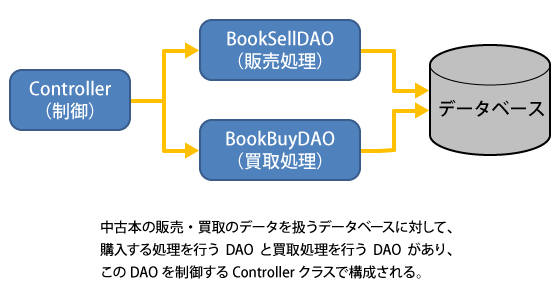 BookSellDAO
（販売処理）
Controller
（制御）
データベース
BookBuyDAO
（買取処理）
中古本の販売・買取のデータを扱うデータベースに対して、
購入する処理を行う DAO と買取処理を行う DAO があり、
この DAO を制御する Controller クラスで構成される。